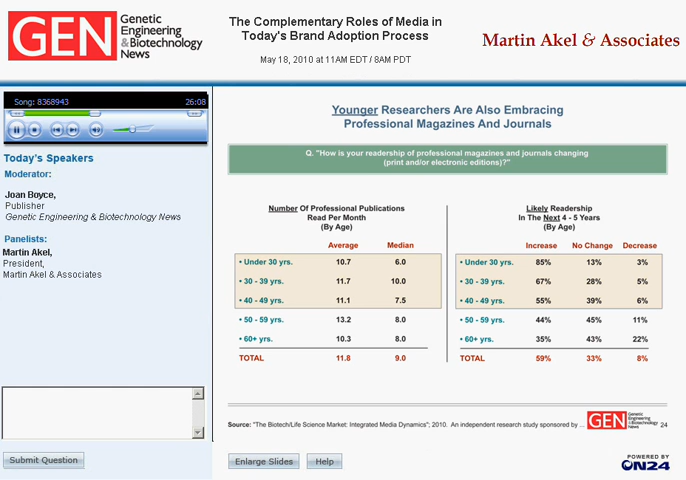 GEN Genetic
Engineering
& Biotechnology
News
The Complementary Roles of Media in
Today's Brand Adoption Process
May 18, 2010 at 11AM EDT / 8AM PDT
Martin Akel & Associates
Song: 8368943 26:08
Today's Speakers
Moderator:
Joan Boyce,
Publisher
Genetic Engineering & Biotechnology News
Panelists:
Martin Akel,
President,
Martin Akel & Associates
Submit Question
Younger Researchers Are Also Embracing
Professional Magazines And Journals
Q. "How is your readership of professional magazines and journals changing
(print and/or electronic editions)?"
Number Of Professional Publications
Read Per Month
(By Age)
Average Median
• Under 30 yrs. 10.7 6.0
• 30 - 39 yrs. 11.7 10.0
• 40 - 49 yrs. 11.1 7.5
• 50 - 59 yrs. 13.2 8.0
• 60+ yrs. 10.3 8.0
TOTAL 11.8 9.0
Likely Readership
In The Next 4 - 5 Years
(By Age)
Increase No Change Decrease
• Under 30 yrs. 85% 13% 3%
• 30 - 39 yrs. 67% 28% 5%
• 40 - 49 yrs. 55% 39% 6%
• 50 - 59 yrs. 44% 45% 11%
• 60+ yrs. 35% 43% 22%
TOTAL 59% 33% 8%
Source: "The Biotech/Life Science Market: Integrated Media Dynamics"; 2010. An independent research study sponsored by ...
GEN Genetic
Engineering
& Biotechnology
News
24
Enlarge Slides Help
POWERED BY
ON24